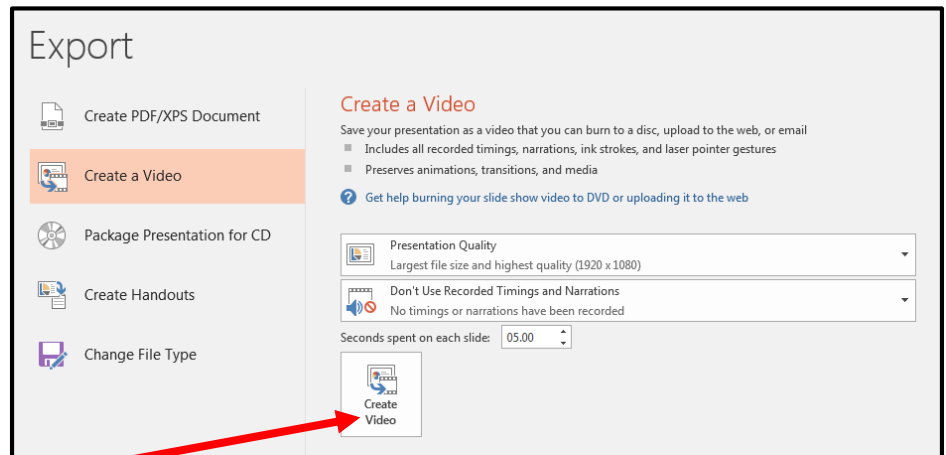 Export
Create PDF/XPS Document
Create a Video
Package Presentation for CD
Create Handouts
Change File Type
Create a Video
Save your presentation as a video that you can burn to a disc, upload to the web, or email
Includes all recorded timings, narrations, ink strokes, and laser pointer gestures
Preserves animations, transitions, and media
Get help burning your slide show video to DVD or uploading it to the web
Presentation Quality
Largest file size and highest quality (1920 x 1080)
Don't Use Recorded Timings and Narrations
No timings or narrations have been recorded
Seconds spent on each slide: 05.00
Create
Video